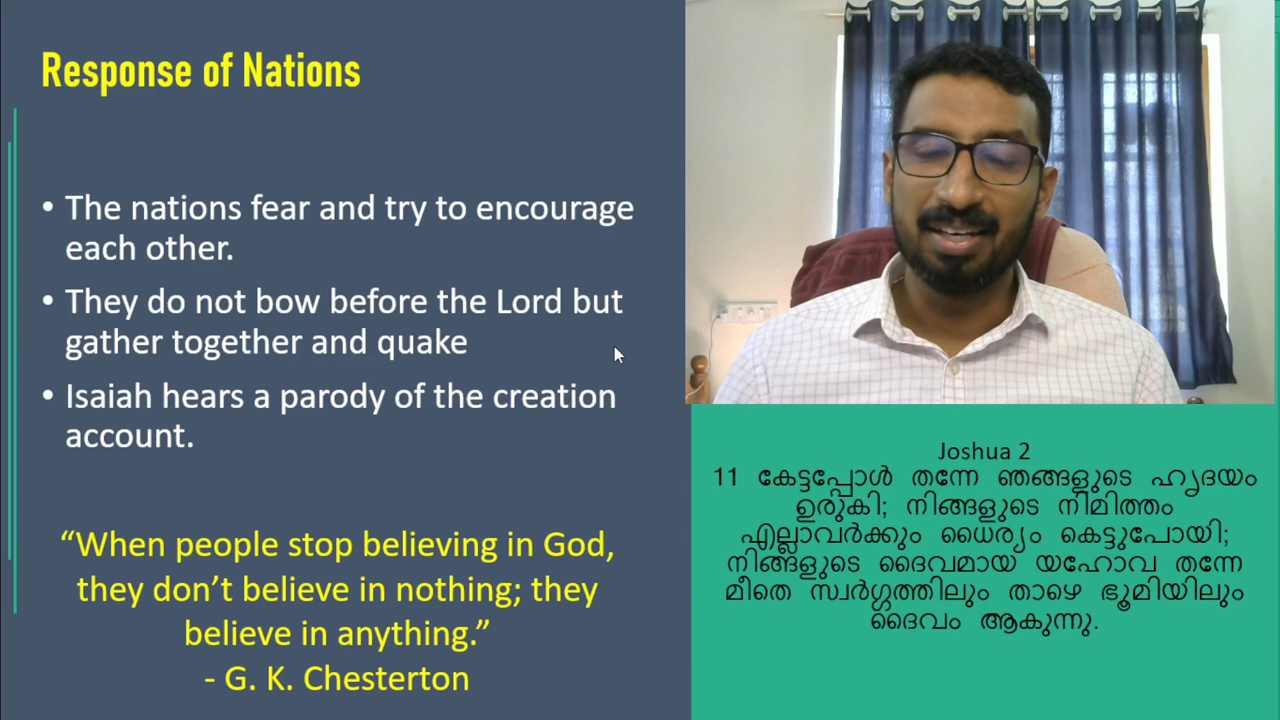 Response of Nations
• The nations fear and try to encourage
each other.
• They do not bow before the Lord but
gather together and quake
• Isaiah hears a parody of the creation
account.
“When people stop believing in God,
they don’t believe in nothing; they
believe in anything.”
- G. K. Chesterton
Joshua 2
11 കേട്ടപ്പോൾ തന്നേ ഞങ്ങളുടെ ഹൃദയം
ഉരുകി; നിങ്ങളുടെ നിമിത്തം
എല്ലാവർക്കും ധൈര്യം കെട്ടുപോയി;
നിങ്ങളുടെ ദൈവമായ യഹോവ തന്നേ
മീതെ സ്വർഗ്ഗത്തിലും താഴെ ഭൂമിയിലും
ദൈവം ആകുന്നു.